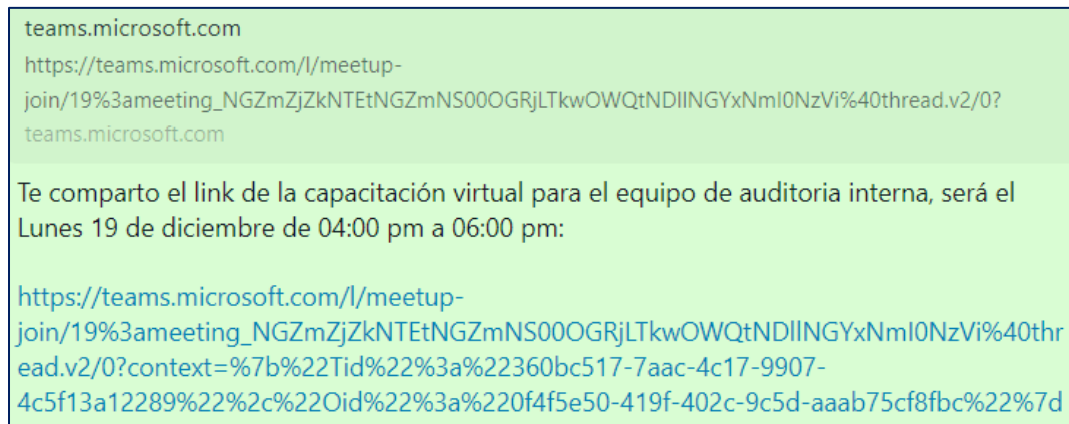 teams.microsoft.com
https://teams.microsoft.com/l/meetup-
join/19%3ameeting_NGZmZjZkNTEtNGZmNS00OGRjLTkwOWQtNDllNGYxNmI0NzVi%40thread.v2/0?
teams.microsoft.com
Te comparto el link de la capacitación virtual para el equipo de auditoria interna, será el
Lunes 19 de diciembre de 04:00 pm a 06:00 pm:
https://teams.microsoft.com/l/meetup-
join/19%3ameeting_NGZmZjZkNTEtNGZmNS00OGRjLTkwOWQtNDllNGYxNmI0NzVi%40thr
ead.v2/0?context=%7b%22Tid%22%3a%22360bc517-7aac-4c17-9907-
4c5f13a12289%22%2c%22Oid%22%3a%220f4f5e50-419f-402c-9c5d-aaab75cf8fbc%22%7d